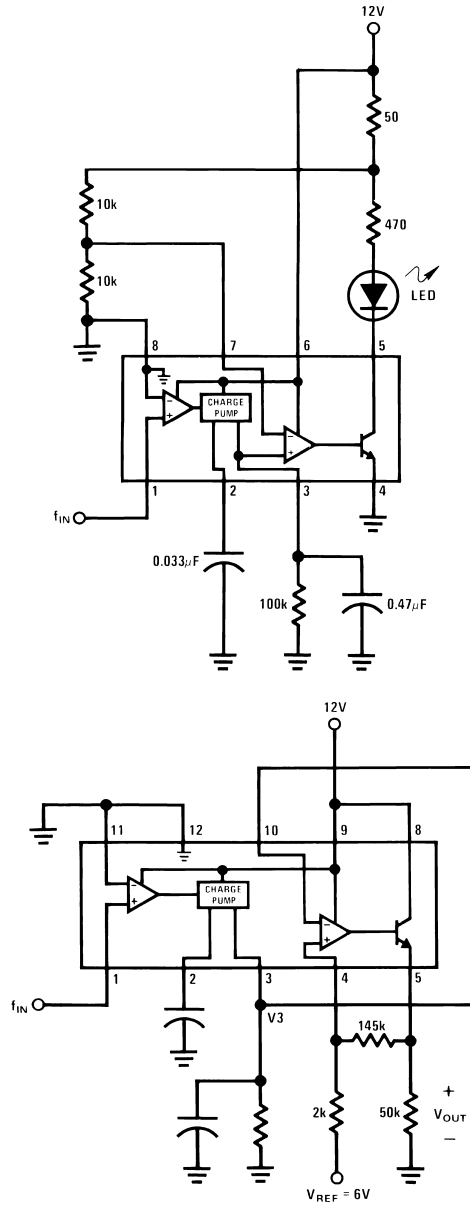 12V
50
10k
470
10k
LED
8 7 6 5
CHARGE
PUMP
1 2 3 4
fIN
0.033µF
100k
0.47µF
12V
11 12 10 9 8
CHARGE
PUMP
1 2 3 4 5
fIN
V3
145k
2k
50k
VOUT
VREF = 6V